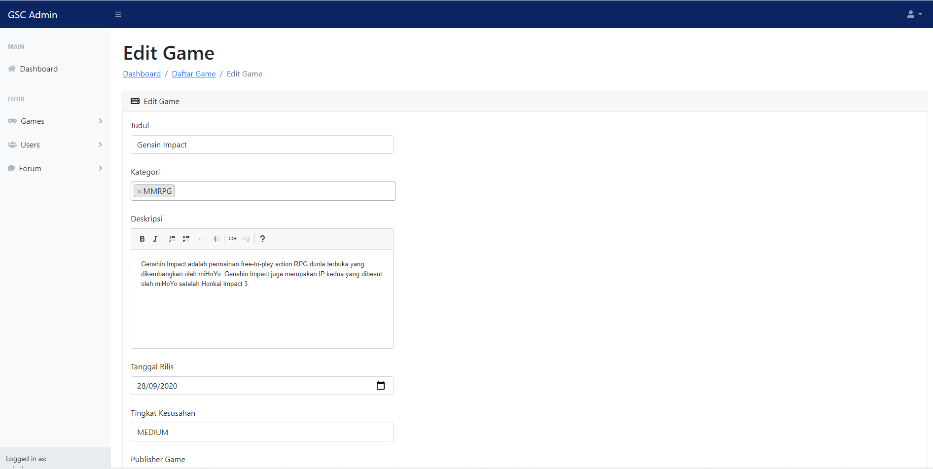 GSC Admin
MAIN
Dashboard
FITUR
Games
Users
Forum
Logged in as:
Edit Game
Dashboard / Daftar Game / Edit Game
Edit Game
Judul
Gensin Impact
Kategori
× MMRPG
Deskripsi
B I ?
Genshin Impact adalah permainan free-to-play action RPG dunia terbuka yang
dikembangkan oleh miHoYo. Genshin Impact juga merupakan IP kedua yang dibesut
oleh miHoYo setelah Honkai Impact 3.
Tanggal Rilis
28/09/2020
Tingkat Kesusahan
MEDIUM
Publisher Game